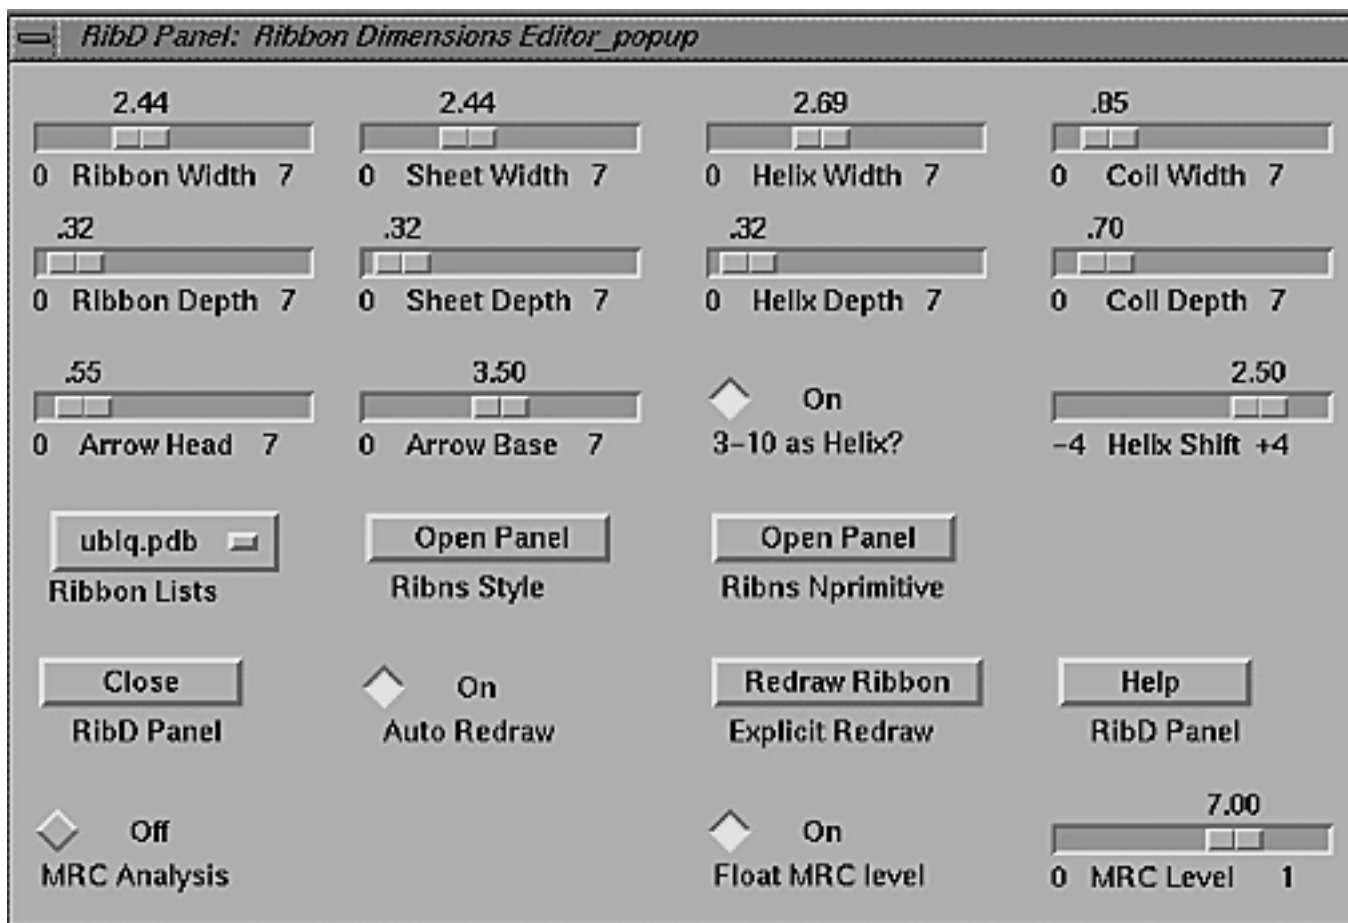 RibD Panel: Ribbon Dimensions Editor_popup
2.44 2.44 2.69 .85
0 Ribbon Width 7 0 Sheet Width 7 0 Helix Width 7 0 Coil Width 7
.32 .32 .32 .70
0 Ribbon Depth 7 0 Sheet Depth 7 0 Helix Depth 7 0 Coil Depth 7
.55 3.50 On 2.50
0 Arrow Head 7 0 Arrow Base 7 3-10 as Helix? -4 Helix Shift +4
ubiq.pdb Open Panel Open Panel
Ribbon Lists Ribns Style Ribns Nprimitive
Close On Redraw Ribbon Help
RibD Panel Auto Redraw Explicit Redraw RibD Panel
Off On 7.00
MRC Analysis Float MRC level 0 MRC Level 1